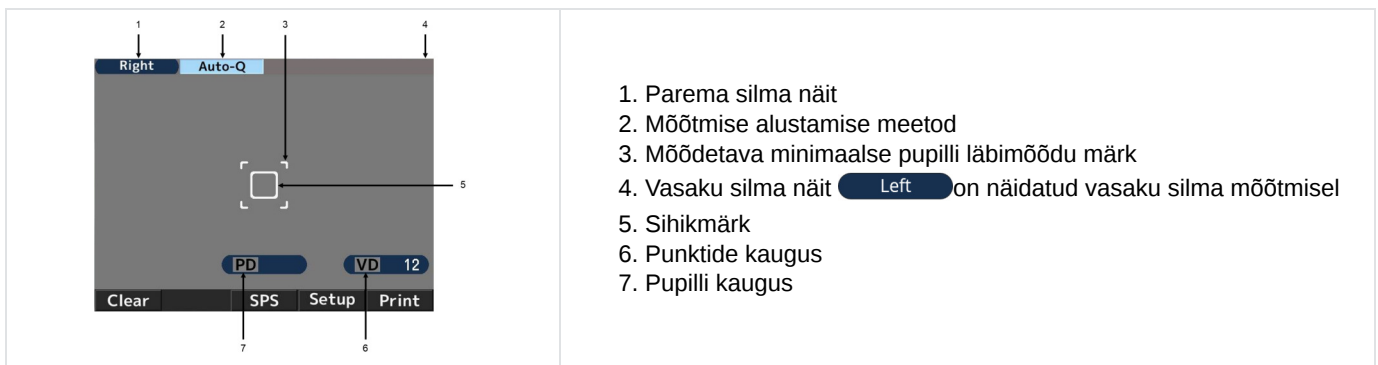 1 2 3 4
Right Auto-Q
5
PD VD 12
Clear SPS Setup Print
7 6
1. Parema silma näit
2. Mõõtmise alustamise meetod
3. Mõõdetava minimaalse pupilli läbimõõdu märk
4. Vasaku silma näit Left on näidatud vasaku silma mõõtmisel
5. Sihikmärk
6. Punktide kaugus
7. Pupilli kaugus